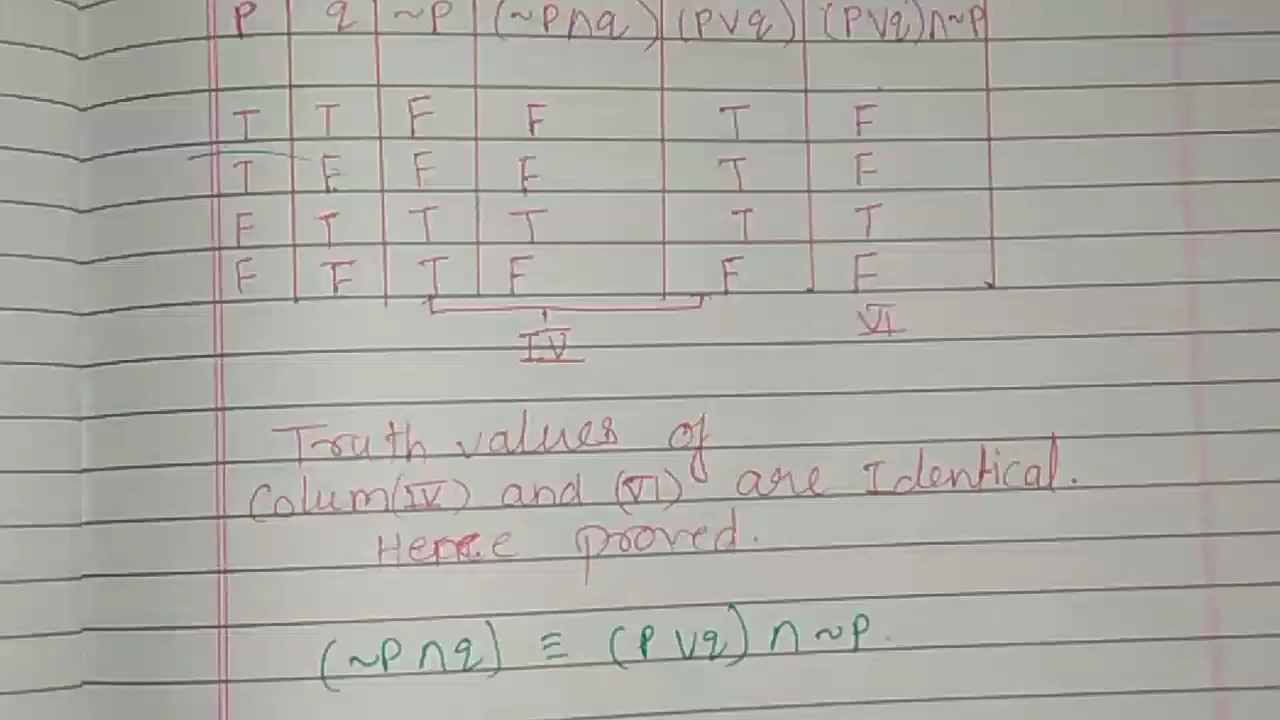 P q ~P (~P∩q) (P∨q) (P∨q)∩~P
T T F F T F
T F F F T F
F T T T T T
F F T F F F
IV VI
Truth values of
Colum(IV) and (VI) are Identical.
Hence proved.
(~P∩q) ≡ (P∨q)∩~P.